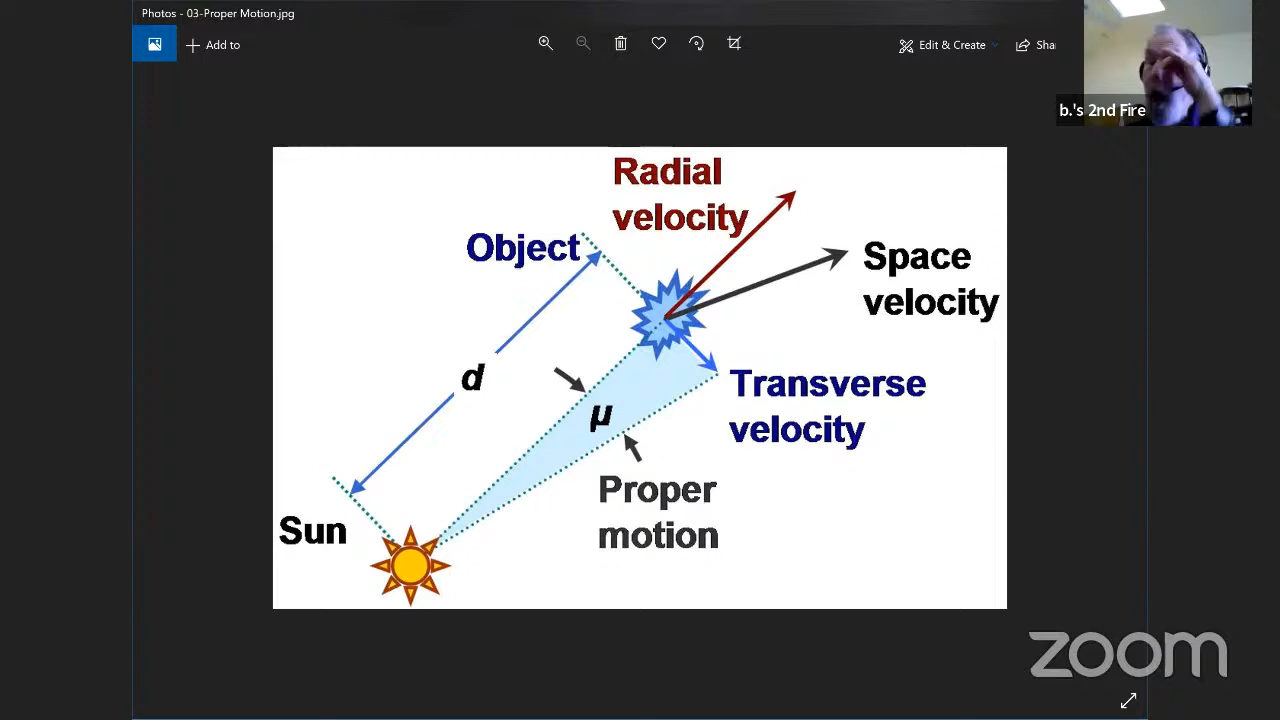 Photos - 03-Proper Motion.jpg
Add to
Edit & Create
Sha
b.'s 2nd Fire
Radial
velocity
Object
Space
velocity
d
Transverse
velocity
μ
Proper
motion
Sun
zoom